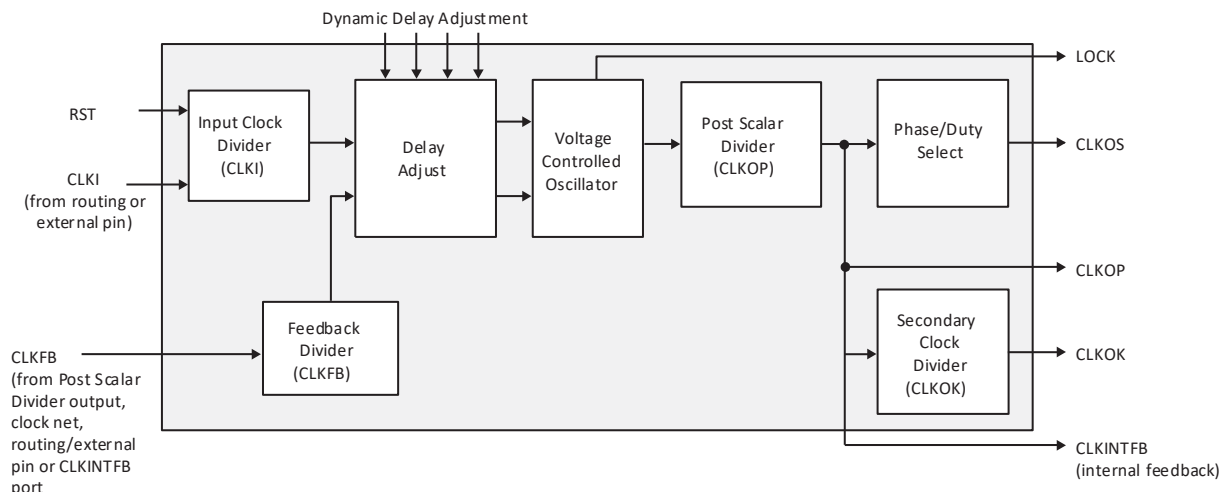 Dynamic Delay Adjustment
LOCK
RST
Input Clock
Divider
(CLKI)
Delay
Adjust
Voltage
Controlled
Oscillator
Post Scalar
Divider
(CLKOP)
Phase/Duty
Select
CLKOS
CLKI
(from routing or
external pin)
CLKOP
Feedback
Divider
(CLKFB)
Secondary
Clock
Divider
(CLKOK)
CLKOK
CLKFB
(from Post Scalar
Divider output,
clock net,
routing/external
pin or CLKINTFB
port
CLKINTFB
(internal feedback)